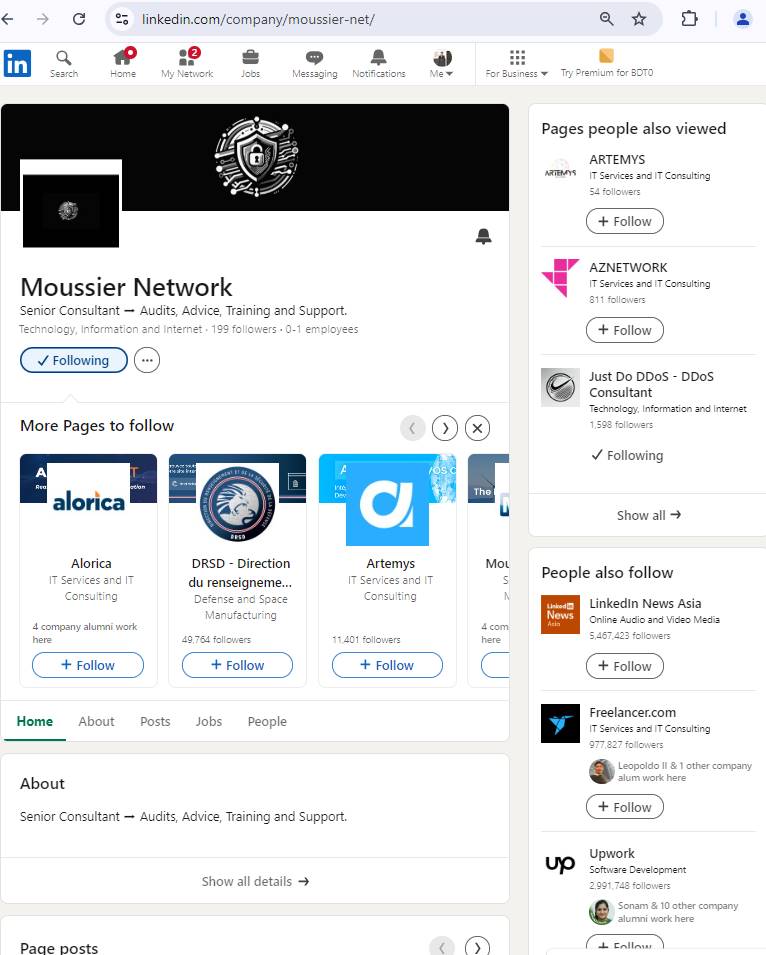 linkedin.com/company/moussier-net/
in
Search
Home
2
My Network
Jobs
Messaging
Notifications
Me
For Business
Try Premium for BDT0
Moussier Network
Senior Consultant ➞ Audits, Advice, Training and Support.
Technology, Information and Internet · 199 followers · 0-1 employees
Following
More Pages to follow
alorica
Alorica
IT Services and IT
Consulting
4 company alumni work
here
+ Follow
DRSD
DRSD - Direction
du renseigneme...
Defense and Space
Manufacturing
49,764 followers
+ Follow
Artemys
IT Services and IT
Consulting
11,401 followers
+ Follow
The
Mou
S
M
4 com
here
Home
About
Posts
Jobs
People
About
Senior Consultant ➞ Audits, Advice, Training and Support.
Show all details →
Page posts
Pages people also viewed
ARTEMYS
ARTEMYS
IT Services and IT Consulting
54 followers
+ Follow
AZNETWORK
IT Services and IT Consulting
811 followers
+ Follow
Just Do DDoS - DDoS
Consultant
Technology, Information and Internet
1,598 followers
Following
Show all →
People also follow
Linked in
News
Asia
LinkedIn News Asia
Online Audio and Video Media
5,467,423 followers
+ Follow
Freelancer.com
IT Services and IT Consulting
977,827 followers
Leopoldo II & 1 other company
alum work here
+ Follow
up
Upwork
Software Development
2,991,748 followers
Sonam & 10 other company
alumni work here
+ Follow